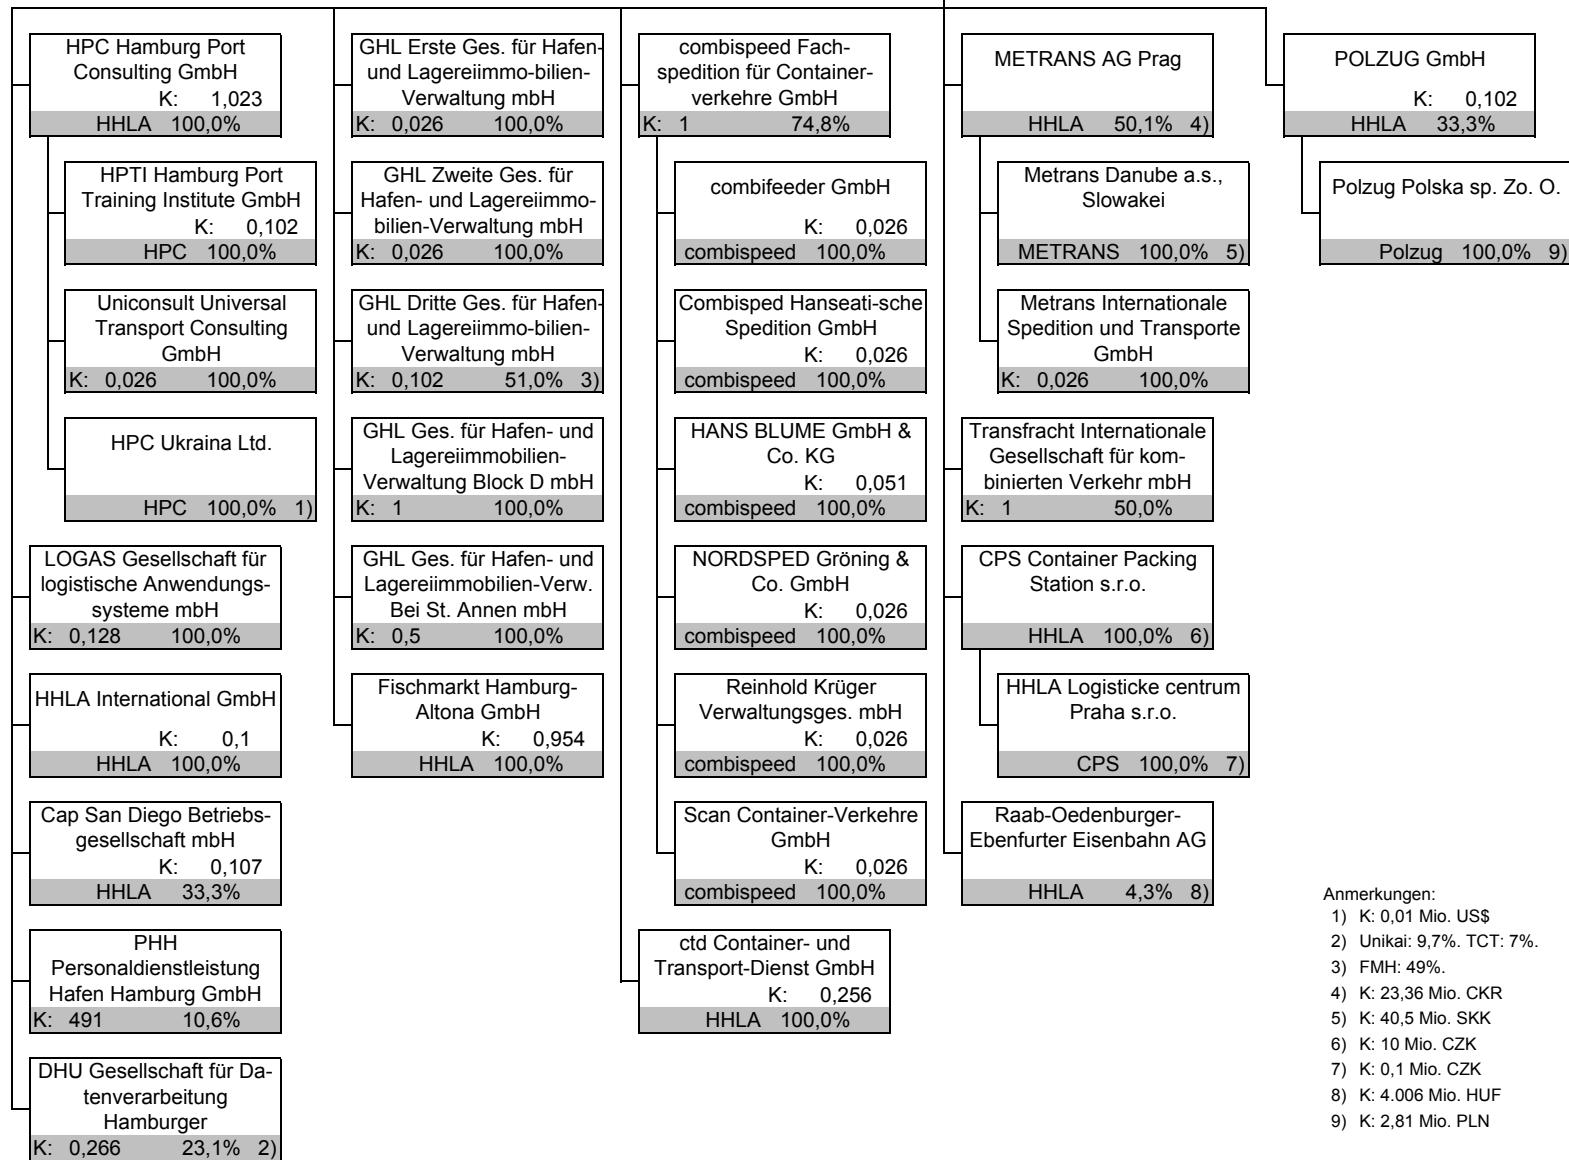 HPC Hamburg Port
Consulting GmbH
K: 1,023
HHLA 100,0%
HPTI Hamburg Port
Training Institute GmbH
K: 0,102
HPC 100,0%
Uniconsult Universal
Transport Consulting
GmbH
K: 0,026 100,0%
HPC Ukraina Ltd.
HPC 100,0% 1)
LOGAS Gesellschaft für
logistische Anwendungs-
systeme mbH
K: 0,128 100,0%
HHLA International GmbH
K: 0,1
HHLA 100,0%
Cap San Diego Betriebs-
gesellschaft mbH
K: 0,107
HHLA 33,3%
PHH
Personaldienstleistung
Hafen Hamburg GmbH
K: 491 10,6%
DHU Gesellschaft für Da-
tenverarbeitung
Hamburger
K: 0,266 23,1% 2)
GHL Erste Ges. für Hafen-
und Lagereiimmo-bilien-
Verwaltung mbH
K: 0,026 100,0%
GHL Zweite Ges. für
Hafen- und Lagereiimmo-
bilien-Verwaltung mbH
K: 0,026 100,0%
GHL Dritte Ges. für Hafen-
und Lagereiimmo-bilien-
Verwaltung mbH
K: 0,102 51,0% 3)
GHL Ges. für Hafen- und
Lagereiimmobilien-
Verwaltung Block D mbH
K: 1 100,0%
GHL Ges. für Hafen- und
Lagereiimmobilien-Verw.
Bei St. Annen mbH
K: 0,5 100,0%
Fischmarkt Hamburg-
Altona GmbH
K: 0,954
HHLA 100,0%
combispeed Fach-
spedition für Container-
verkehre GmbH
K: 1 74,8%
combifeeder GmbH
K: 0,026
combispeed 100,0%
Combisped Hanseati-sche
Spedition GmbH
K: 0,026
combispeed 100,0%
HANS BLUME GmbH &
Co. KG
K: 0,051
combispeed 100,0%
NORDSPED Gröning &
Co. GmbH
K: 0,026
combispeed 100,0%
Reinhold Krüger
Verwaltungsges. mbH
K: 0,026
combispeed 100,0%
Scan Container-Verkehre
GmbH
K: 0,026
combispeed 100,0%
ctd Container- und
Transport-Dienst GmbH
K: 0,256
HHLA 100,0%
METRANS AG Prag
HHLA 50,1% 4)
Metrans Danube a.s.,
Slowakei
METRANS 100,0% 5)
Metrans Internationale
Spedition und Transporte
GmbH
K: 0,026 100,0%
Transfracht Internationale
Gesellschaft für kom-
binierten Verkehr mbH
K: 1 50,0%
CPS Container Packing
Station s.r.o.
HHLA 100,0% 6)
HHLA Logisticke centrum
Praha s.r.o.
CPS 100,0% 7)
Raab-Oedenburger-
Ebenfurter Eisenbahn AG
HHLA 4,3% 8)
POLZUG GmbH
K: 0,102
HHLA 33,3%
Polzug Polska sp. Zo. O.
Polzug 100,0% 9)
Anmerkungen:
1) K: 0,01 Mio. US$
2) Unikai: 9,7%. TCT: 7%.
3) FMH: 49%.
4) K: 23,36 Mio. CKR
5) K: 40,5 Mio. SKK
6) K: 10 Mio. CZK
7) K: 0,1 Mio. CZK
8) K: 4.006 Mio. HUF
9) K: 2,81 Mio. PLN